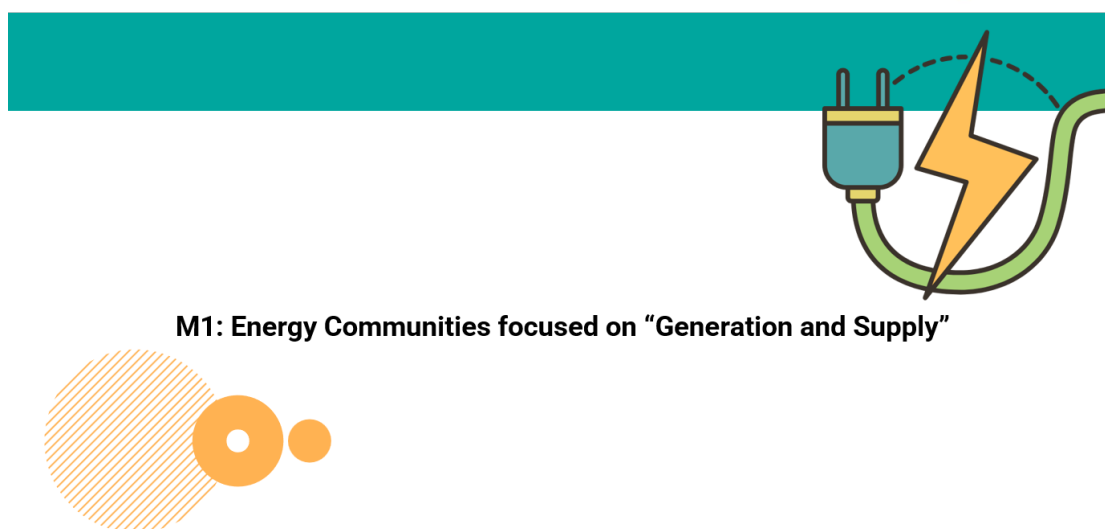 M1: Energy Communities focused on “Generation and Supply”